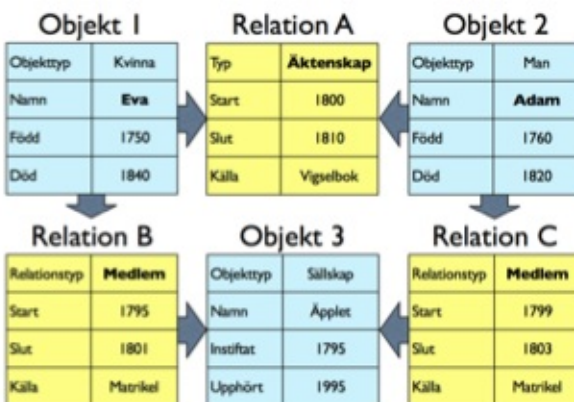 Objekt 1
Objekttyp Kvinna
Namn Eva
Född 1750
Död 1840
Relation A
Typ Äktenskap
Start 1800
Slut 1810
Källa Vigselbok
Objekt 2
Objekttyp Man
Namn Adam
Född 1760
Död 1820
Relation B
Relationstyp Medlem
Start 1795
Slut 1801
Källa Matrikel
Objekt 3
Objekttyp Sällskap
Namn Äpplet
Instiftat 1795
Upphört 1995
Relation C
Relationstyp Medlem
Start 1799
Slut 1803
Källa Matrikel